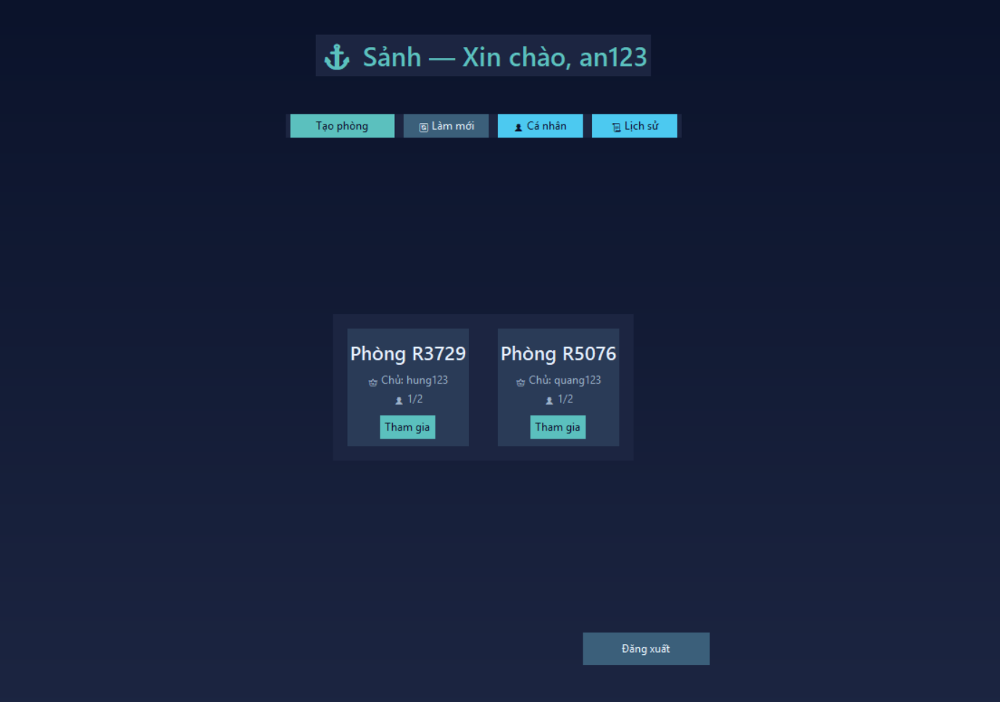 Sảnh — Xin chào, an123
Tạo phòng
Làm mới
Cá nhân
Lịch sử
Phòng R3729
Chủ: hung123
1/2
Tham gia
Phòng R5076
Chủ: quang123
1/2
Tham gia
Đăng xuất